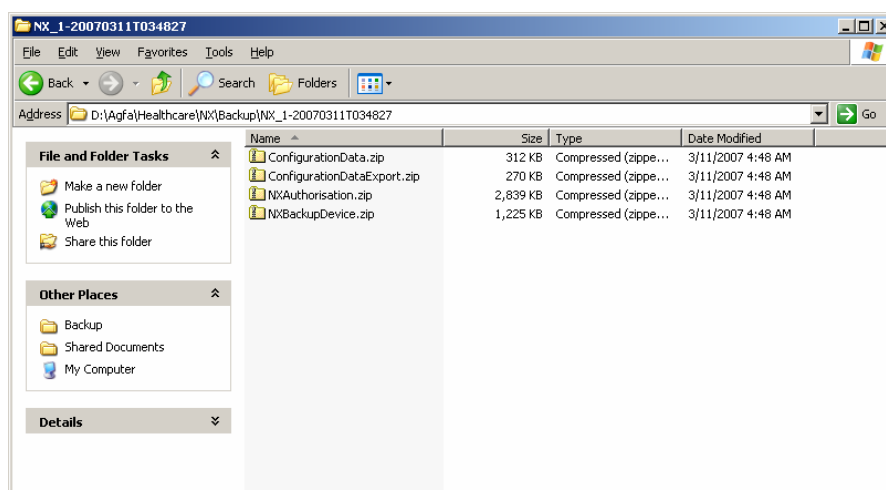 NX_1-20070311T034827
File Edit View Favorites Tools Help
Back Search Folders
Address D:\Agfa\Healthcare\NX\Backup\NX_1-20070311T034827 Go
File and Folder Tasks
Make a new folder
Publish this folder to the
Web
Share this folder
Other Places
Backup
Shared Documents
My Computer
Details
Name Size Type Date Modified
ConfigurationData.zip 312 KB Compressed (zippe... 3/11/2007 4:48 AM
ConfigurationDataExport.zip 270 KB Compressed (zippe... 3/11/2007 4:48 AM
NXAuthorisation.zip 2,839 KB Compressed (zippe... 3/11/2007 4:48 AM
NXBackupDevice.zip 1,225 KB Compressed (zippe... 3/11/2007 4:48 AM